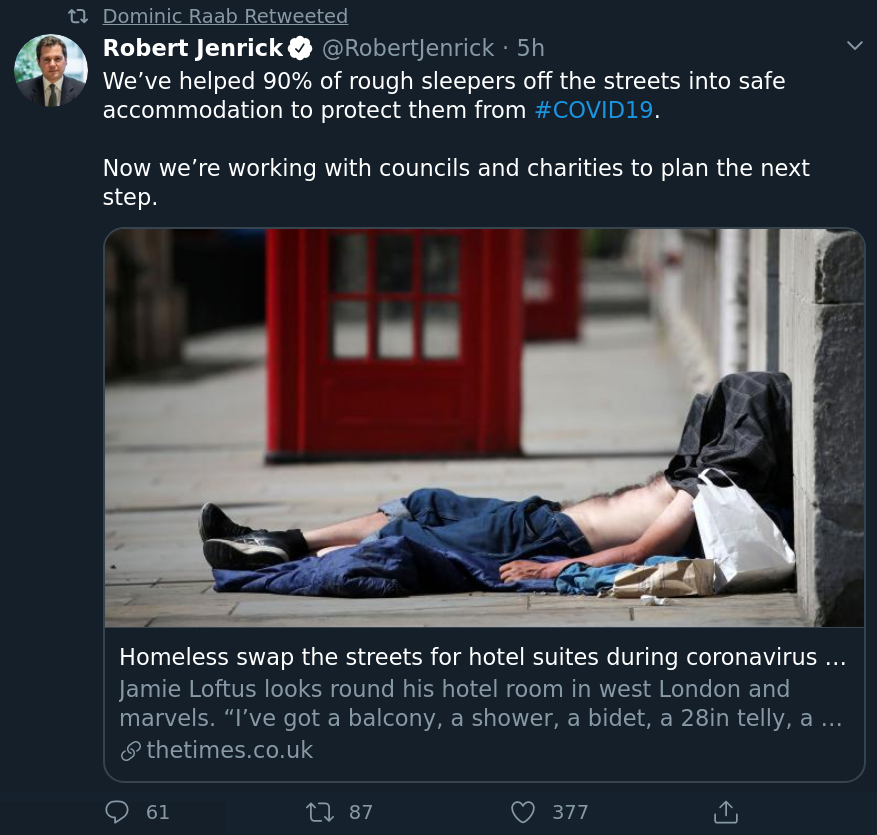 Dominic Raab Retweeted
Robert Jenrick @RobertJenrick · 5h
We’ve helped 90% of rough sleepers off the streets into safe
accommodation to protect them from #COVID19.
Now we’re working with councils and charities to plan the next
step.
Homeless swap the streets for hotel suites during coronavirus ...
Jamie Loftus looks round his hotel room in west London and
marvels. “I’ve got a balcony, a shower, a bidet, a 28in telly, a ...
thetimes.co.uk
61 87 377